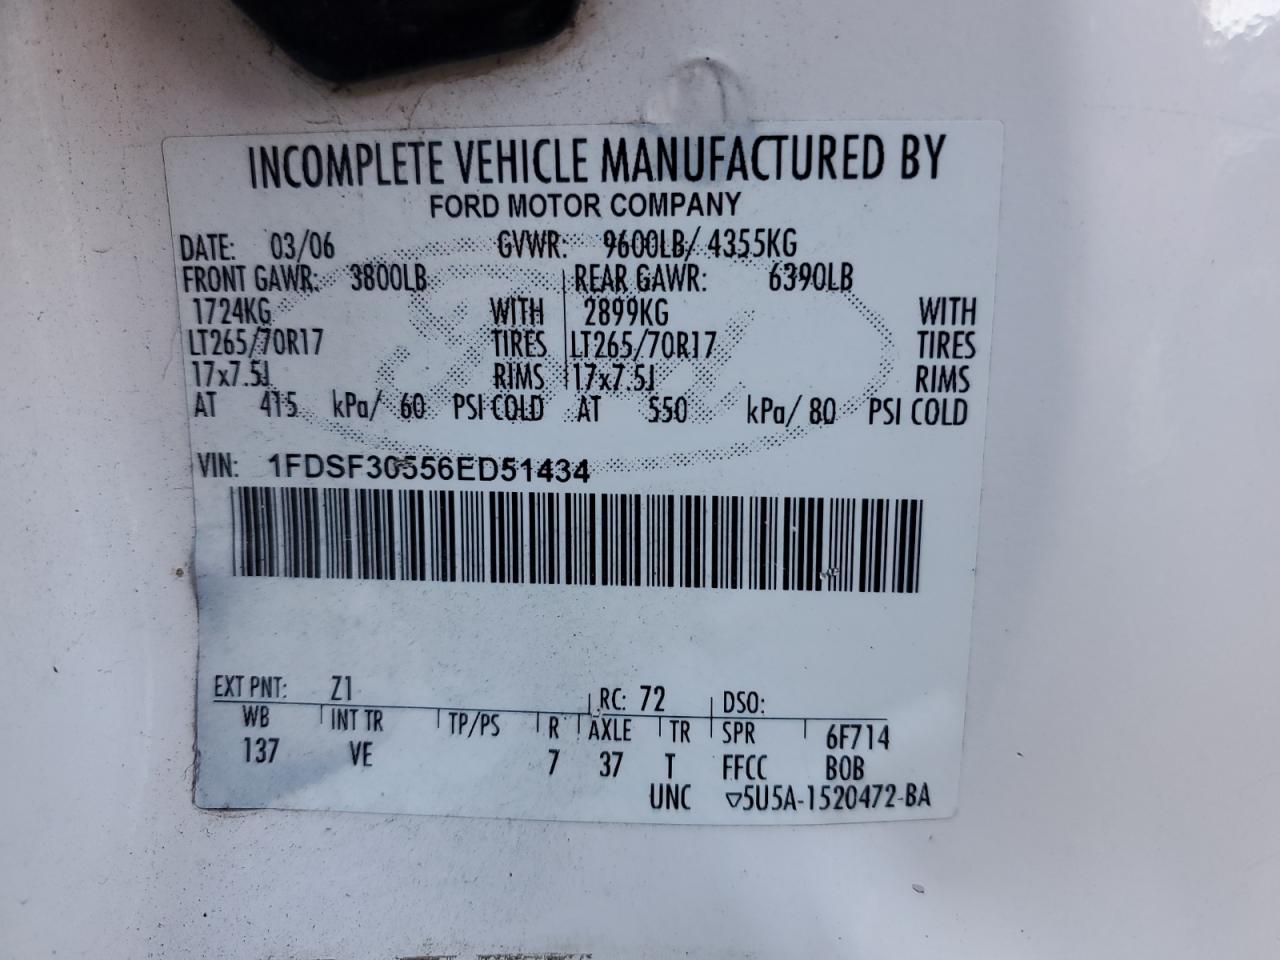 INCOMPLETE VEHICLE MANUFACTURED BY
FORD MOTOR COMPANY
DATE: 03/06 GVWR: 9600LB/ 4355KG
FRONT GAWR: 3800LB REAR GAWR: 6390LB
1724KG WITH 2899KG WITH
LT265/70R17 TIRES LT265/70R17 TIRES
17x7.5J RIMS 17x7.5J RIMS
AT 415 kPa/ 60 PSI COLD AT 550 kPa/ 80 PSI COLD
VIN: 1FDSF30556ED51434
EXT PNT: Z1 RC: 72 DSO:
WB INT TR TP/PS R AXLE TR SPR 6F714
137 VE 7 37 T FFCC BOB
UNC ▽5U5A-1520472-BA